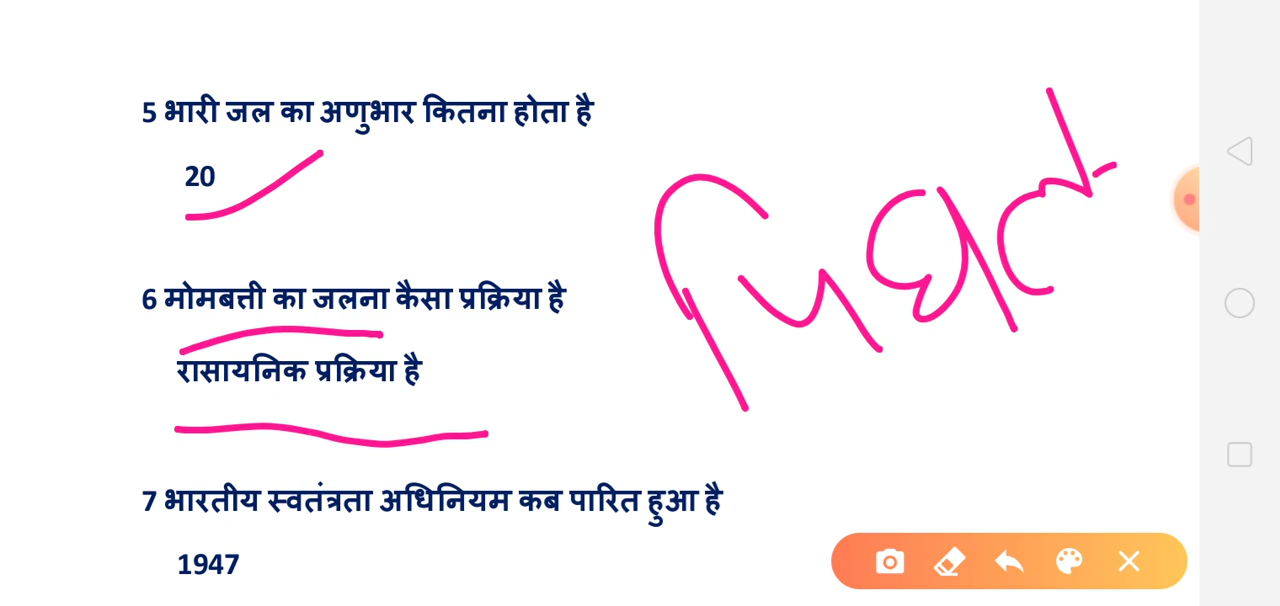 5 भारी जल का अणुभार कितना होता है
20
6 मोमबत्ती का जलना कैसा प्रक्रिया है
रासायनिक प्रक्रिया है
7 भारतीय स्वतंत्रता अधिनियम कब पारित हुआ है
1947